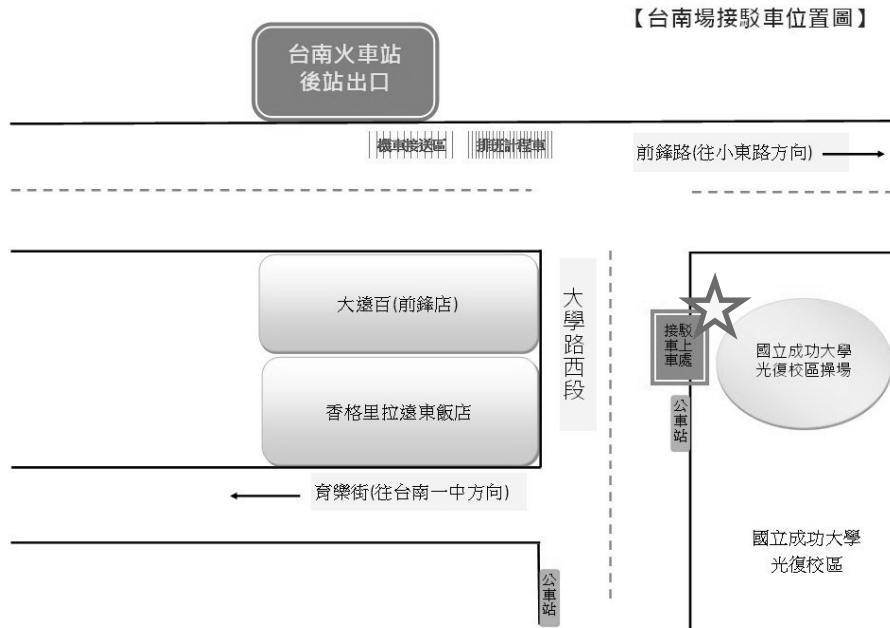 【台南場接駁車位置圖】
台南火車站
後站出口
機車接送區
排班計程車
前鋒路(往小東路方向)
大遠百(前鋒店)
大學路西段
接駁車上車處
國立成功大學
光復校區操場
香格里拉遠東飯店
公車站
育樂街(往台南一中方向)
國立成功大學
光復校區
公車站